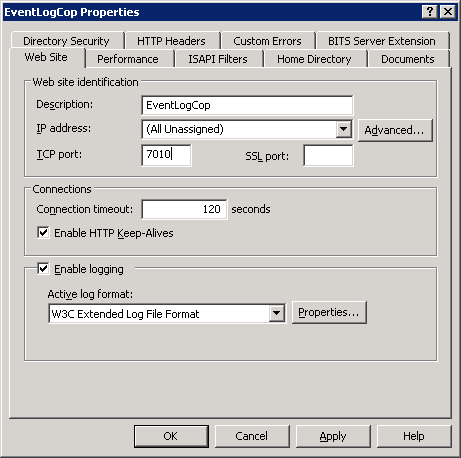 EventLogCop Properties
Directory Security HTTP Headers Custom Errors BITS Server Extension
Web Site Performance ISAPI Filters Home Directory Documents
Web site identification
Description: EventLogCop
IP address: (All Unassigned) Advanced...
TCP port: 7010 SSL port:
Connections
Connection timeout: 120 seconds
Enable HTTP Keep-Alives
Enable logging
Active log format:
W3C Extended Log File Format Properties...
OK Cancel Apply Help